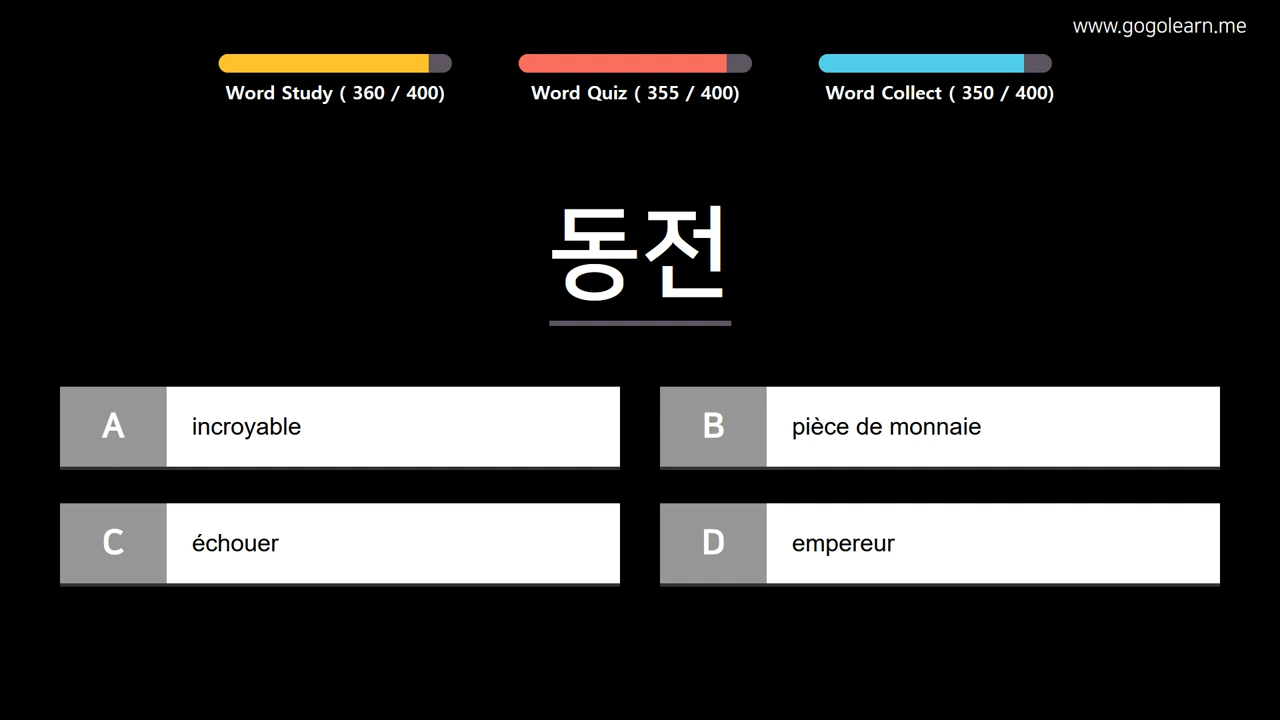 www.gogolearn.me
Word Study ( 360 / 400)
Word Quiz ( 355 / 400)
Word Collect ( 350 / 400)
동전
A incroyable
B pièce de monnaie
C échouer
D empereur